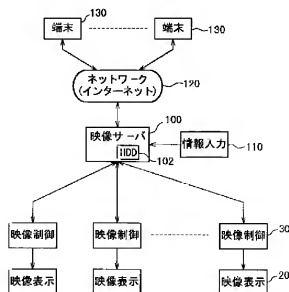 130
130
端末
端末
ネットワーク
(インターネット)
120
100
映像サーバ
HDD
102
情報入力
110
映像制御
映像制御
映像制御
30
映像表示
映像表示
映像表示
20